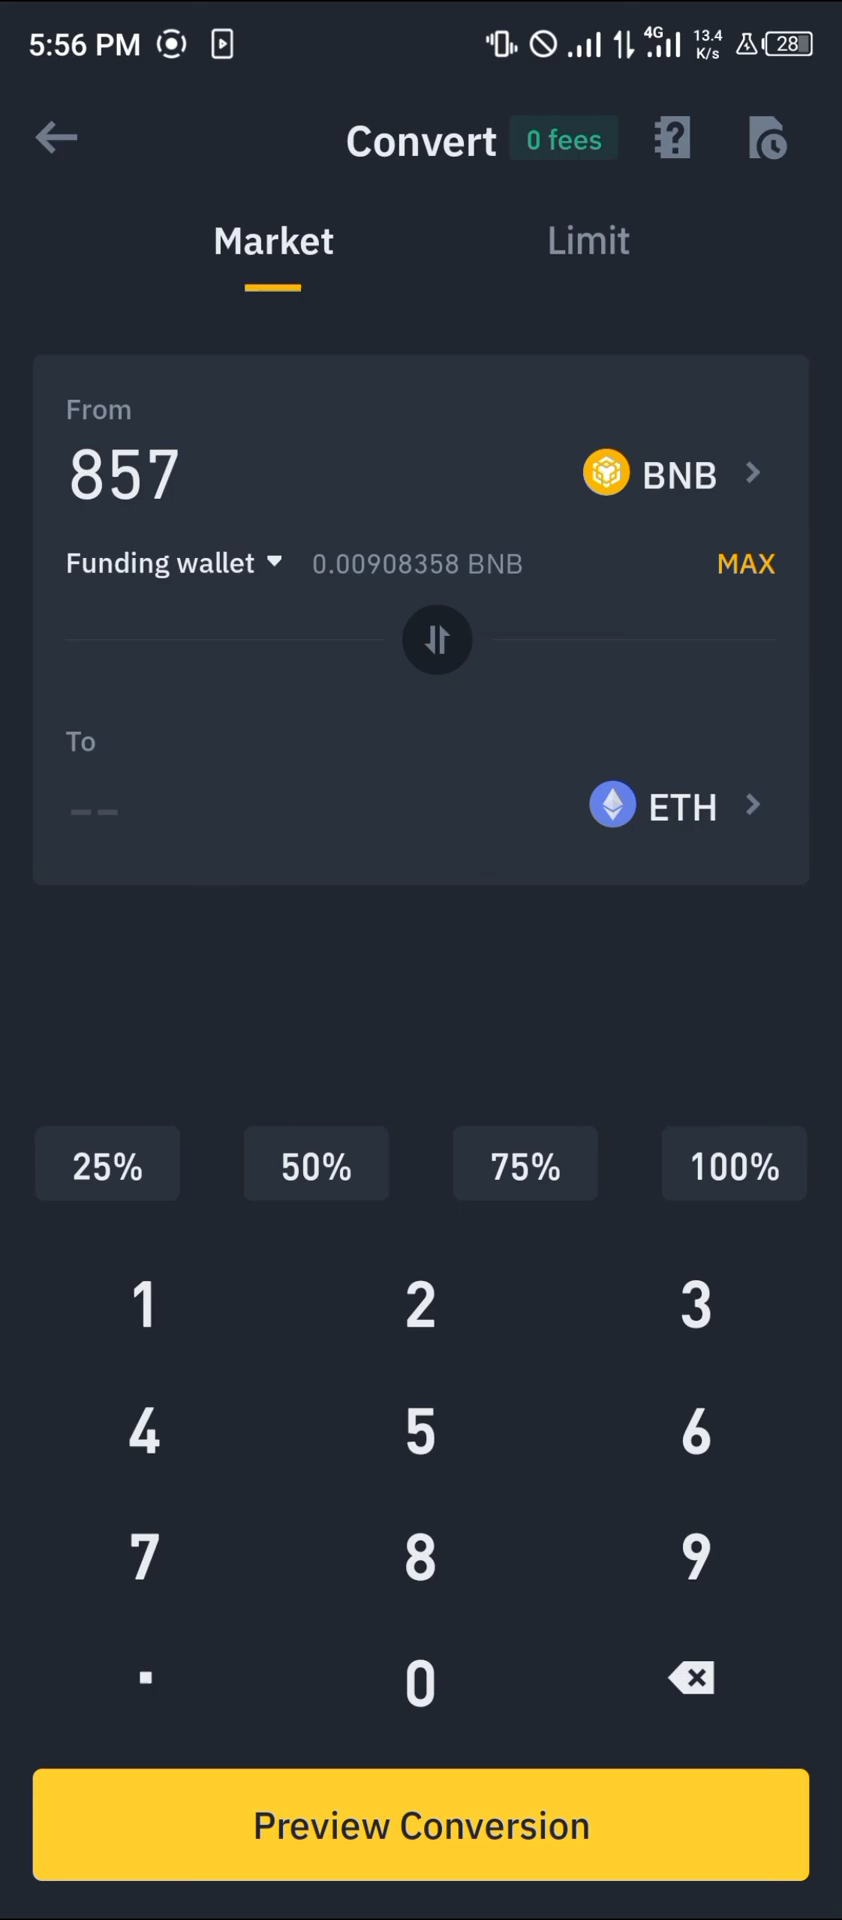 5:56 PM 4G 13.4 K/s 28
Convert 0 fees
Market Limit
From
857 BNB
Funding wallet 0.00908358 BNB MAX
To
-- ETH
25% 50% 75% 100%
1 2 3
4 5 6
7 8 9
. 0
Preview Conversion